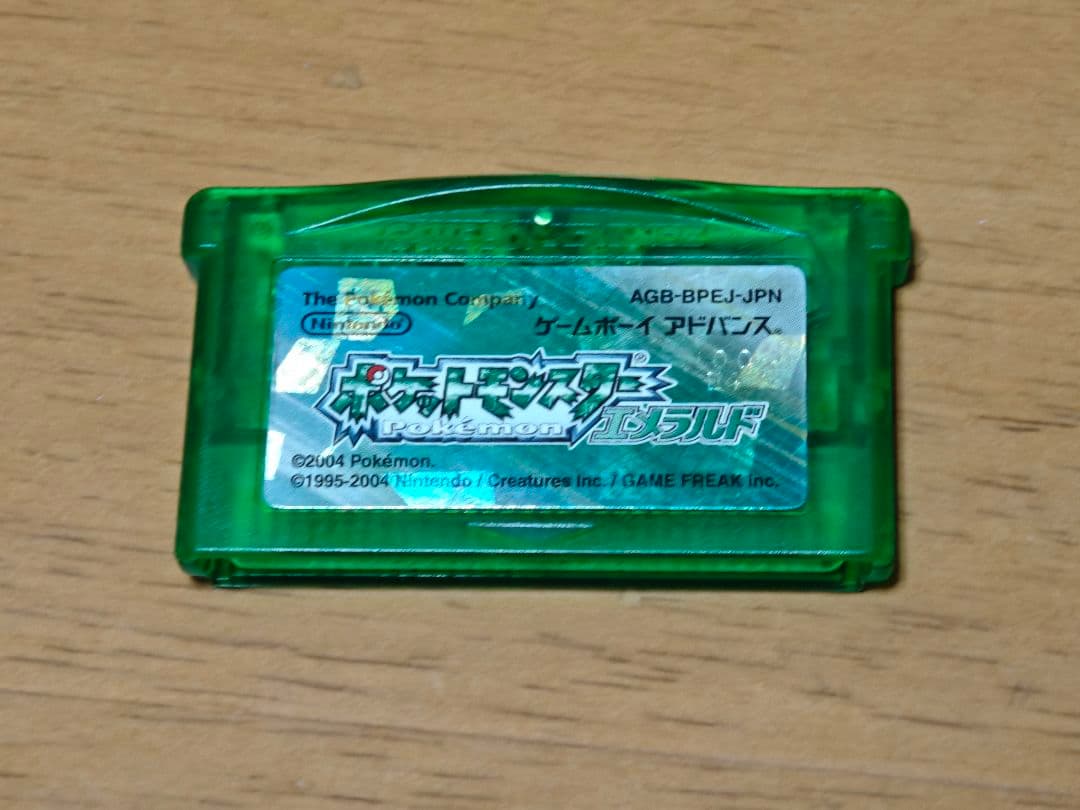 The Pokémon Company
AGB-BPEJ-JPN
Nintendo
ゲームボーイ アドバンス®
ポケットモンスター®
Pokémon
エメラルド
©2004 Pokémon.
©1995-2004 Nintendo / Creatures Inc. / GAME FREAK inc.